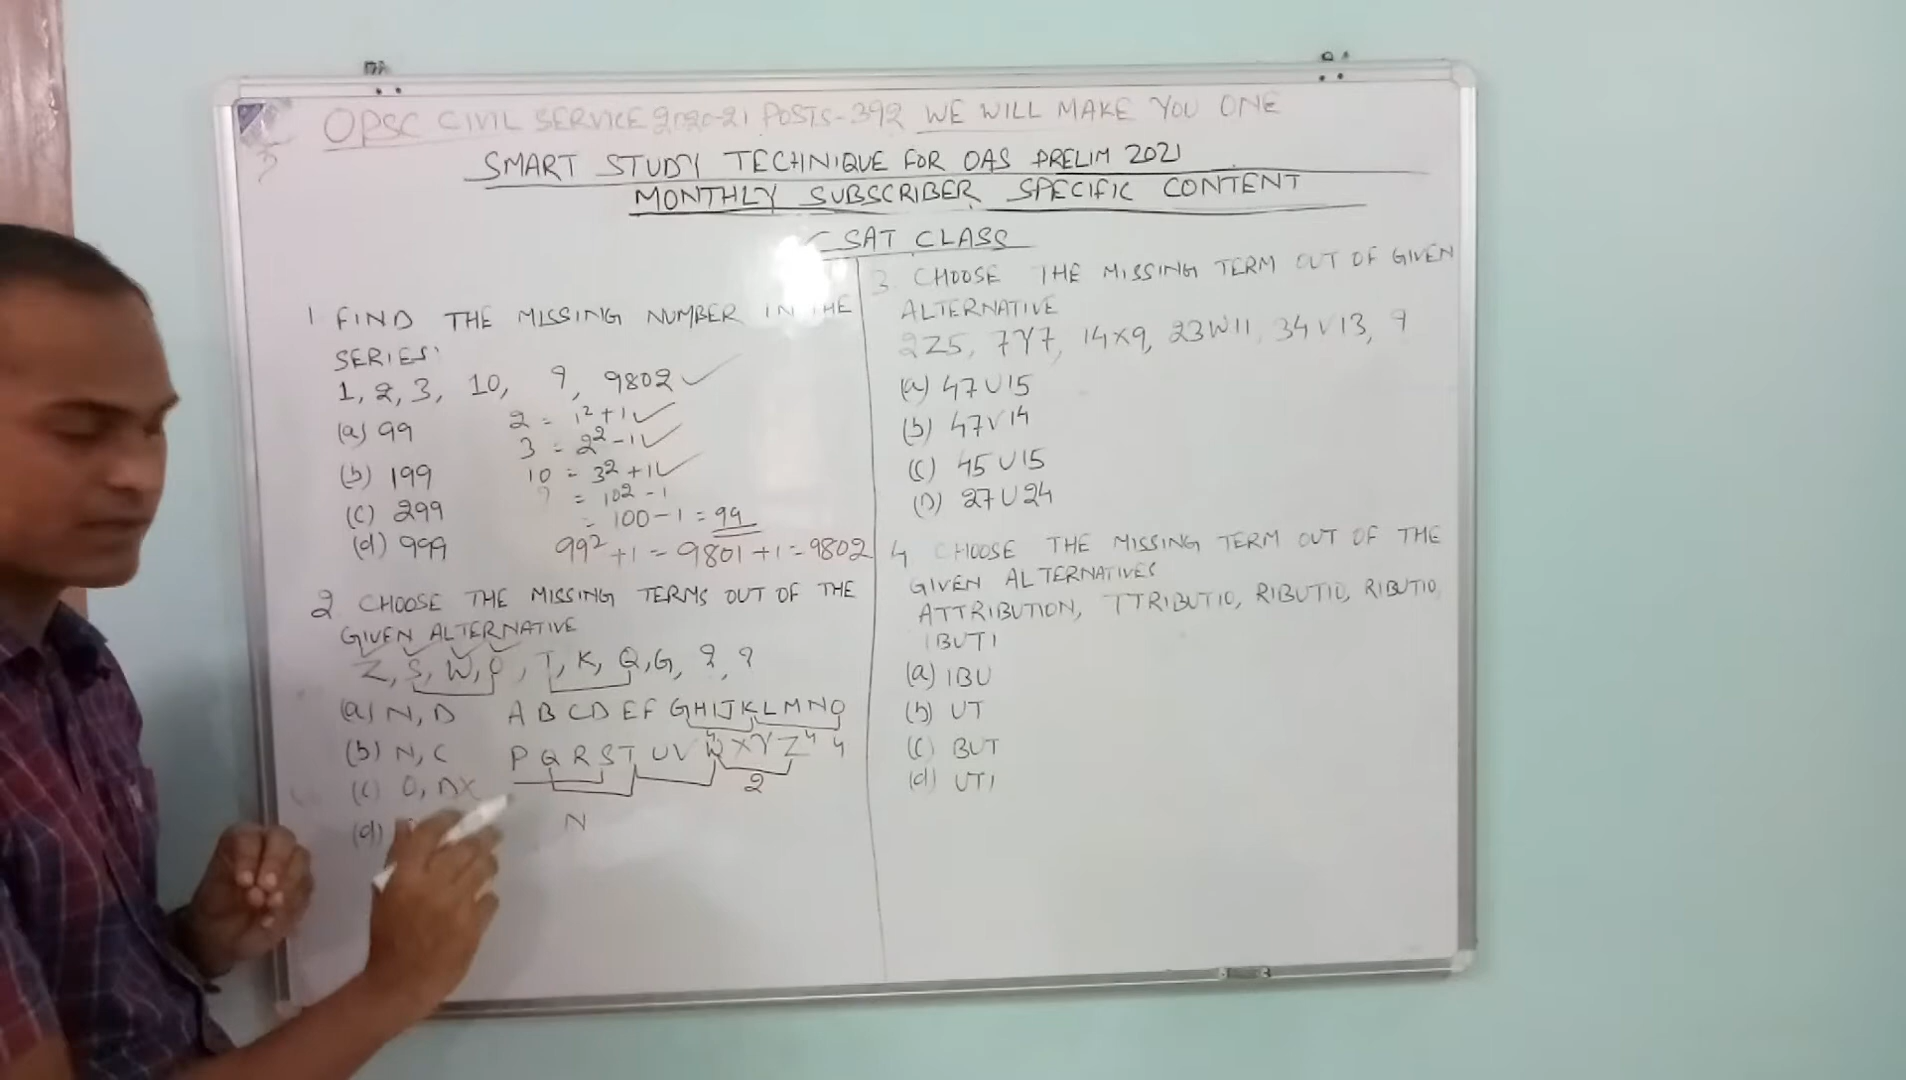 OPSC CIVIL SERVICE 2020-21 POSTS-392 WE WILL MAKE YOU ONE
SMART STUDY TECHNIQUE FOR OAS PRELIM 2021
MONTHLY SUBSCRIBER SPECIFIC CONTENT
CSAT CLASS
1 FIND THE MISSING NUMBER IN THE
SERIES:
1, 2, 3, 10, ?, 9802 ✓
2 = 1²+1 ✓
(a) 99
3 = 2²-1 ✓
(b) 199
10 = 3²+1 ✓
? = 10²-1
(C) 299
= 100-1 = 99
(d) 999
99²+1 = 9801+1 = 9802
2 CHOOSE THE MISSING TERMS OUT OF THE
GIVEN ALTERNATIVE
Z, S, W, O, T, K, Q, G, ?, ?
(a) N, D
A B C D E F G H I J K L M N O
(b) N, C
P Q R S T U V W X Y Z 4 4
(c) O, D X
2
(d)
N
3 CHOOSE THE MISSING TERM OUT OF GIVEN
ALTERNATIVE
2Z5, 7Y7, 14X9, 23W11, 34V13, ?
(a) 47U15
(b) 47V14
(C) 45U15
(D) 27U24
4 CHOOSE THE MISSING TERM OUT OF THE
GIVEN ALTERNATIVES
ATTRIBUTION, TTRIBUTIO, RIBUTIO, RIBUTIO,
IBUTI
(a) IBU
(b) UT
(C) BUT
(d) UTI